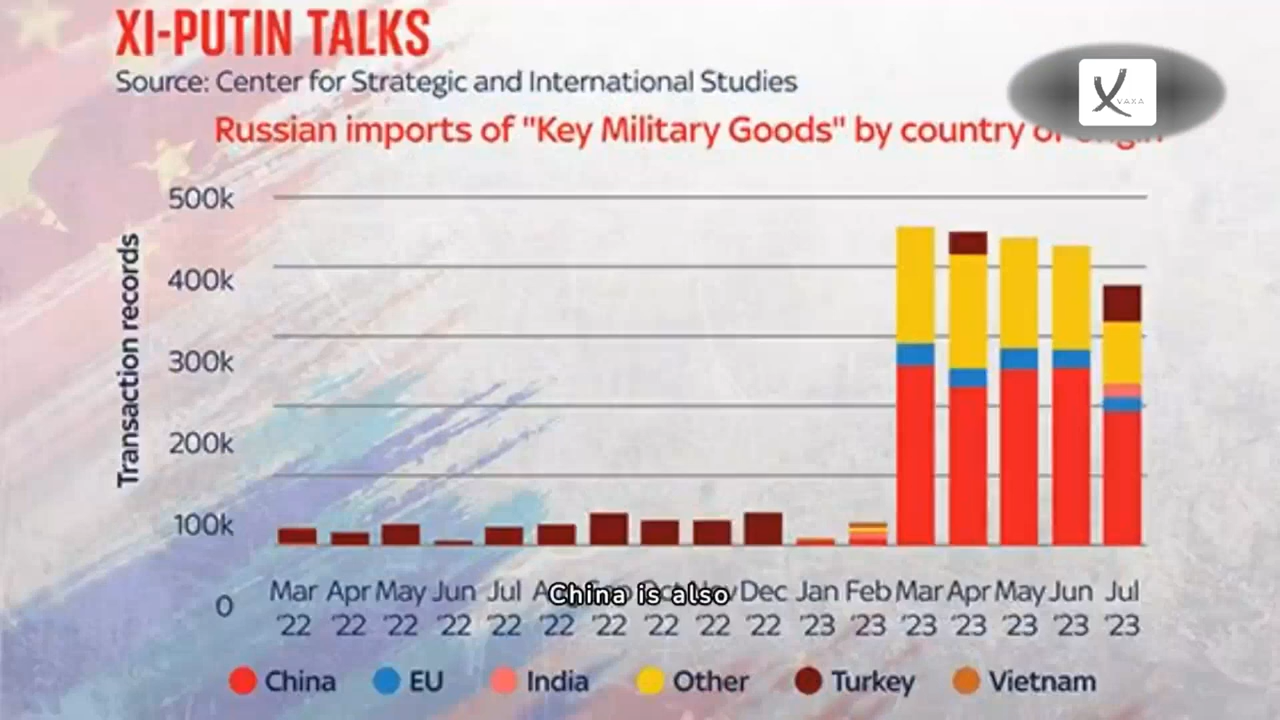 XI-PUTIN TALKS
Source: Center for Strategic and International Studies
VAXA
Russian imports of "Key Military Goods" by country of origin
Transaction records
500k
400k
300k
200k
100k
0
Mar Apr May Jun Jul Dec Jan Feb Mar Apr May Jun Jul
'22 '22 '22 '22 '22 '22 '22 '22 '22 '22 '23 '23 '23 '23 '23 '23 '23
China is also
China EU India Other Turkey Vietnam